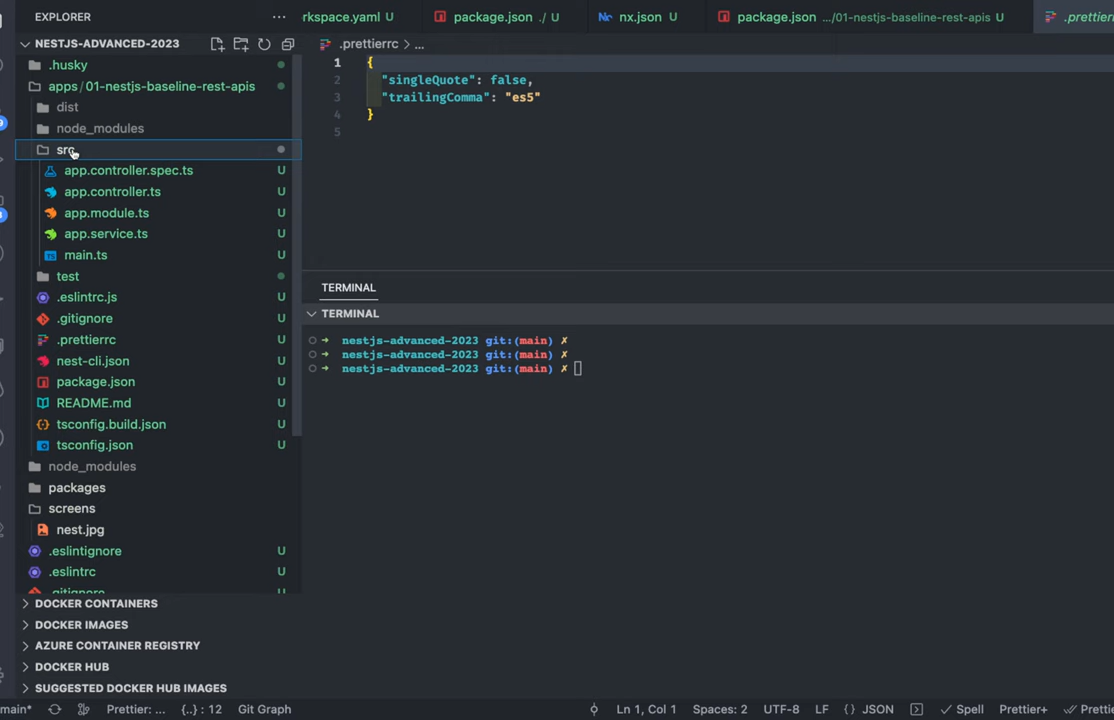 EXPLORER
rkspace.yaml U
package.json ./ U
nx.json U
package.json .../01-nestjs-baseline-rest-apis U
.prettierrc
NESTJS-ADVANCED-2023
.prettierrc > ...
.husky
apps / 01-nestjs-baseline-rest-apis
dist
node_modules
src
app.controller.spec.ts U
app.controller.ts U
app.module.ts U
app.service.ts U
main.ts U
test
.eslintrc.js U
.gitignore U
.prettierrc U
nest-cli.json U
package.json U
README.md U
tsconfig.build.json U
tsconfig.json U
node_modules
packages
screens
nest.jpg
.eslintignore U
.eslintrc U
.gitignore U
DOCKER CONTAINERS
DOCKER IMAGES
AZURE CONTAINER REGISTRY
DOCKER HUB
SUGGESTED DOCKER HUB IMAGES
1 {
2 "singleQuote": false,
3 "trailingComma": "es5"
4 }
5
TERMINAL
TERMINAL
nestjs-advanced-2023 git:(main) ✗
nestjs-advanced-2023 git:(main) ✗
nestjs-advanced-2023 git:(main) ✗
main* Prettier: ... {..} : 12 Git Graph Ln 1, Col 1 Spaces: 2 UTF-8 LF {} JSON Spell Prettier+